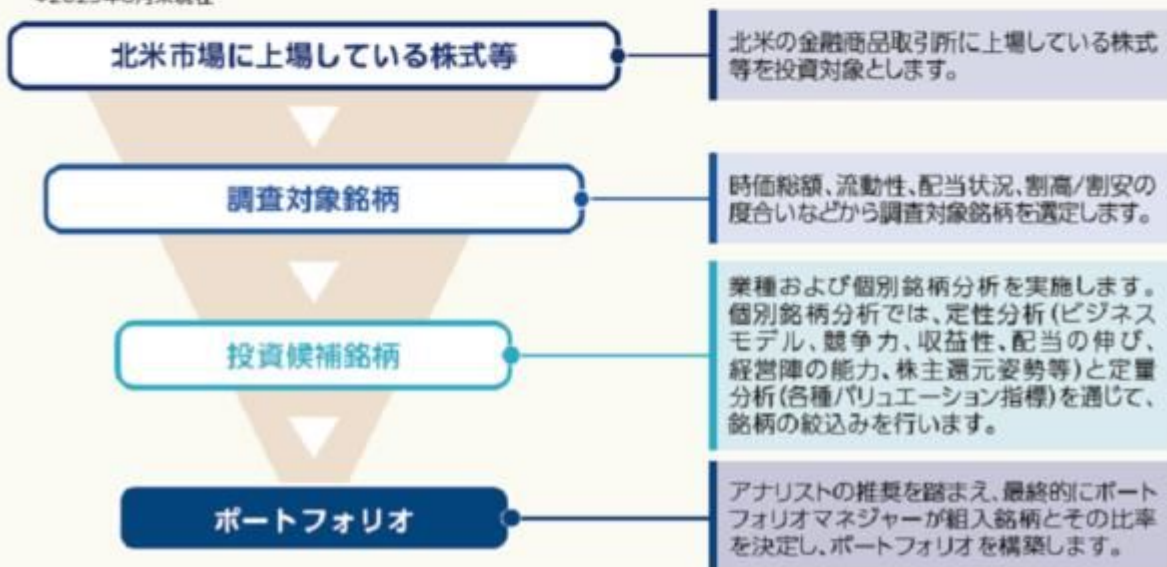 北米市場に上場している株式等
北米の金融商品取引所に上場している株式
等を投資対象とします。
調査対象銘柄
時価総額、流動性、配当状況、割高/割安の
度合いなどから調査対象銘柄を選定します。
投資候補銘柄
業種および個別銘柄分析を実施します。
個別銘柄分析では、定性分析(ビジネス
モデル、競争力、収益性、配当の伸び、
経営陣の能力、株主還元姿勢等)と定量
分析(各種バリュエーション指標)を通じて、
銘柄の絞込みを行います。
ポートフォリオ
アナリストの推奨を踏まえ、最終的にポート
フォリオマネジャーが組入銘柄とその比率
を決定し、ポートフォリオを構築します。